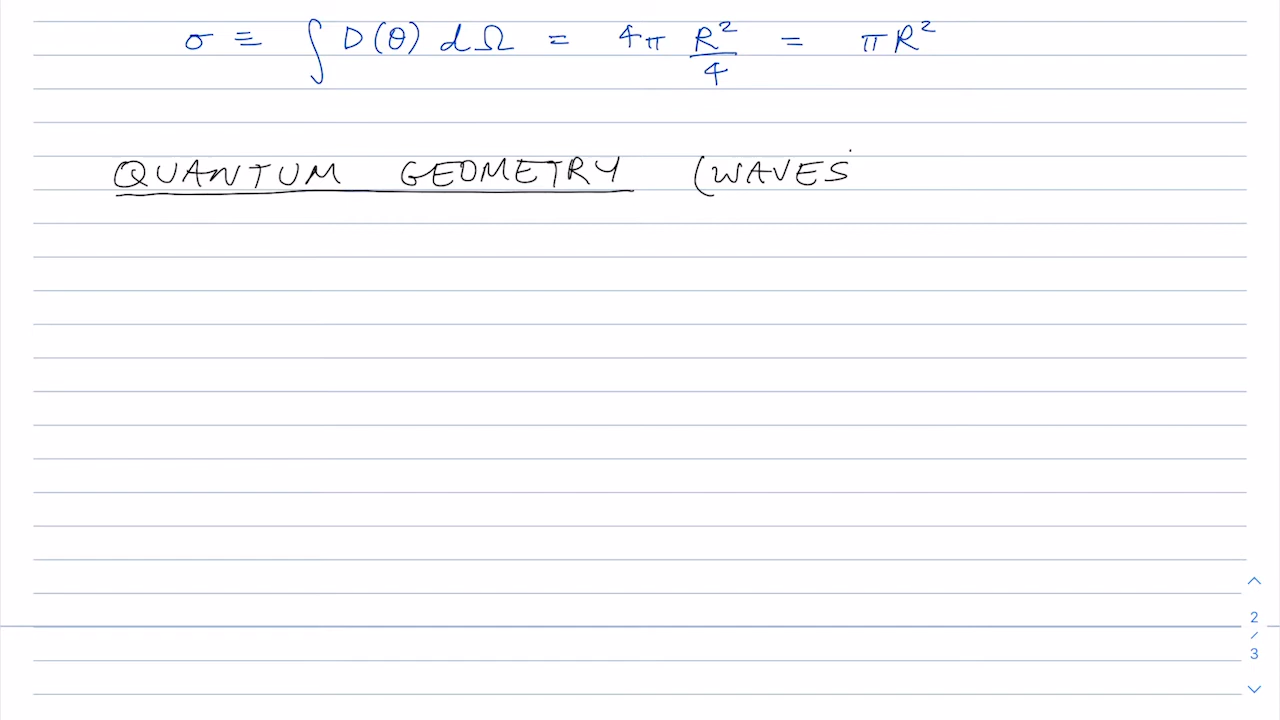 σ ≡ ∫ D(θ) dΩ = 4π R²/4 = πR²
QUANTUM GEOMETRY (WAVES
2
/
3